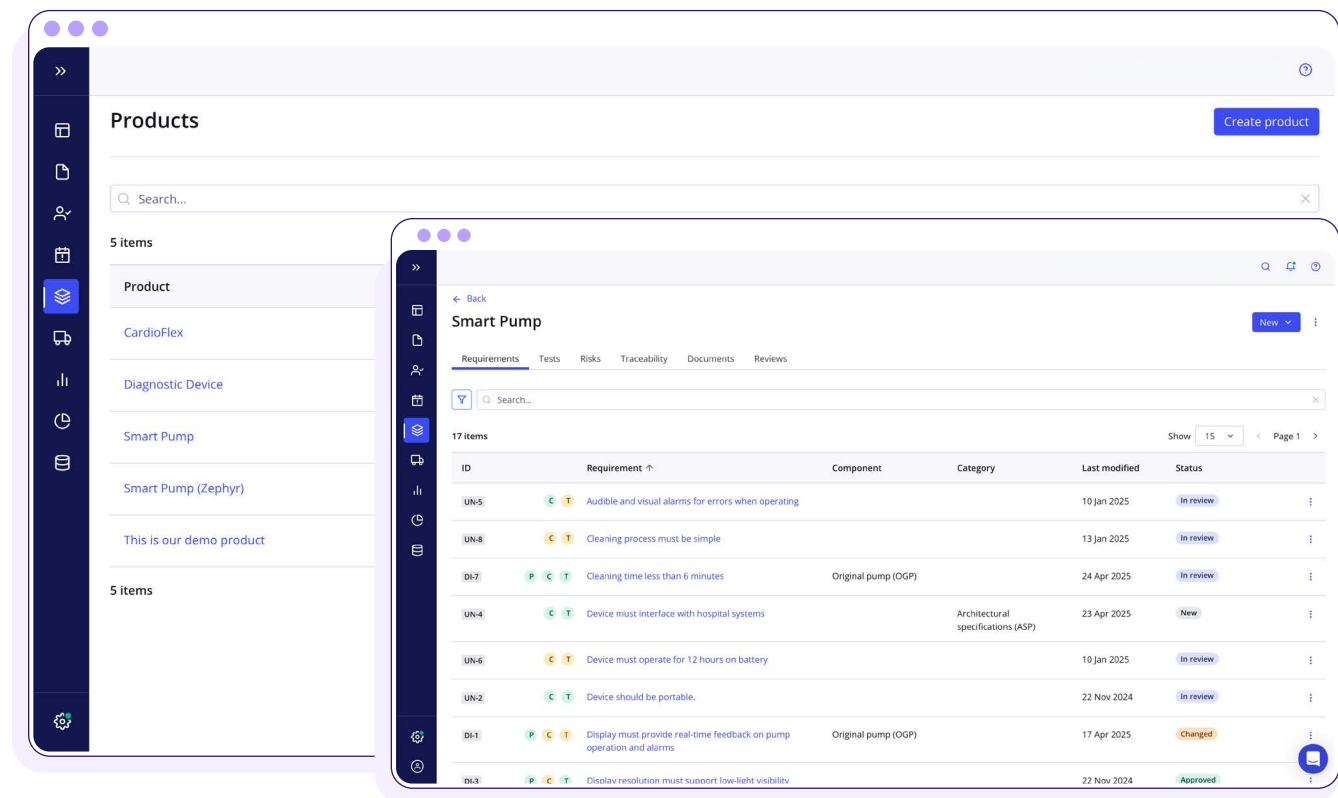 Products
Create product
Search...
5 items
Product
CardioFlex
Diagnostic Device
Smart Pump
Smart Pump (Zephyr)
This is our demo product
5 items
Back
Smart Pump
New
Requirements Tests Risks Traceability Documents Reviews
Search...
17 items Show 15 Page 1
ID Requirement Component Category Last modified Status
UN-5 C T Audible and visual alarms for errors when operating 10 Jan 2025 In review
UN-8 C T Cleaning process must be simple 13 Jan 2025 In review
DI-7 P C T Cleaning time less than 6 minutes Original pump (OGP) 24 Apr 2025 In review
UN-4 C T Device must interface with hospital systems Architectural 23 Apr 2025 New
specifications (ASP)
UN-6 C T Device must operate for 12 hours on battery 10 Jan 2025 In review
UN-2 C T Device should be portable. 22 Nov 2024 In review
DI-1 P C T Display must provide real-time feedback on pump Original pump (OGP) 17 Apr 2025 Changed
operation and alarms
DI-3 P C T Display resolution must support low-light visibility 22 Nov 2024 Approved